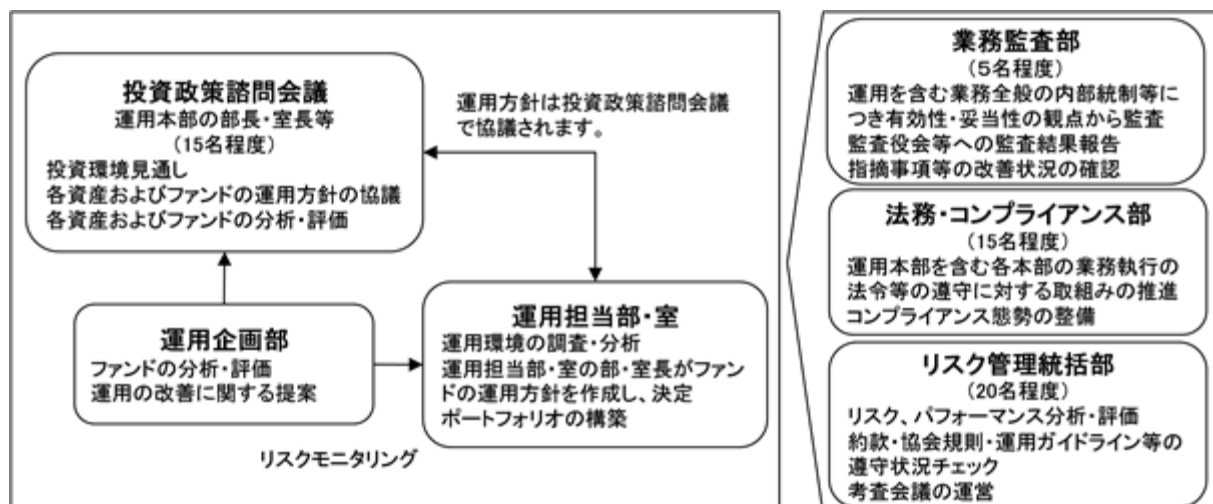 投資政策諮問会議
運用本部の部長・室長等
(15名程度)
投資環境見通し
各資産およびファンドの運用方針の協議
各資産およびファンドの分析・評価
運用方針は投資政策諮問会議
で協議されます。
運用企画部
ファンドの分析・評価
運用の改善に関する提案
運用担当部・室
運用環境の調査・分析
運用担当部・室の部・室長がファン
ドの運用方針を作成し、決定
ポートフォリオの構築
リスクモニタリング
業務監査部
(5名程度)
運用を含む業務全般の内部統制等に
つき有効性・妥当性の観点から監査
監査役会等への監査結果報告
指摘事項等の改善状況の確認
法務・コンプライアンス部
(15名程度)
運用本部を含む各本部の業務執行の
法令等の遵守に対する取組みの推進
コンプライアンス態勢の整備
リスク管理統括部
(20名程度)
リスク、パフォーマンス分析・評価
約款・協会規則・運用ガイドライン等の
遵守状況チェック
考査会議の運営